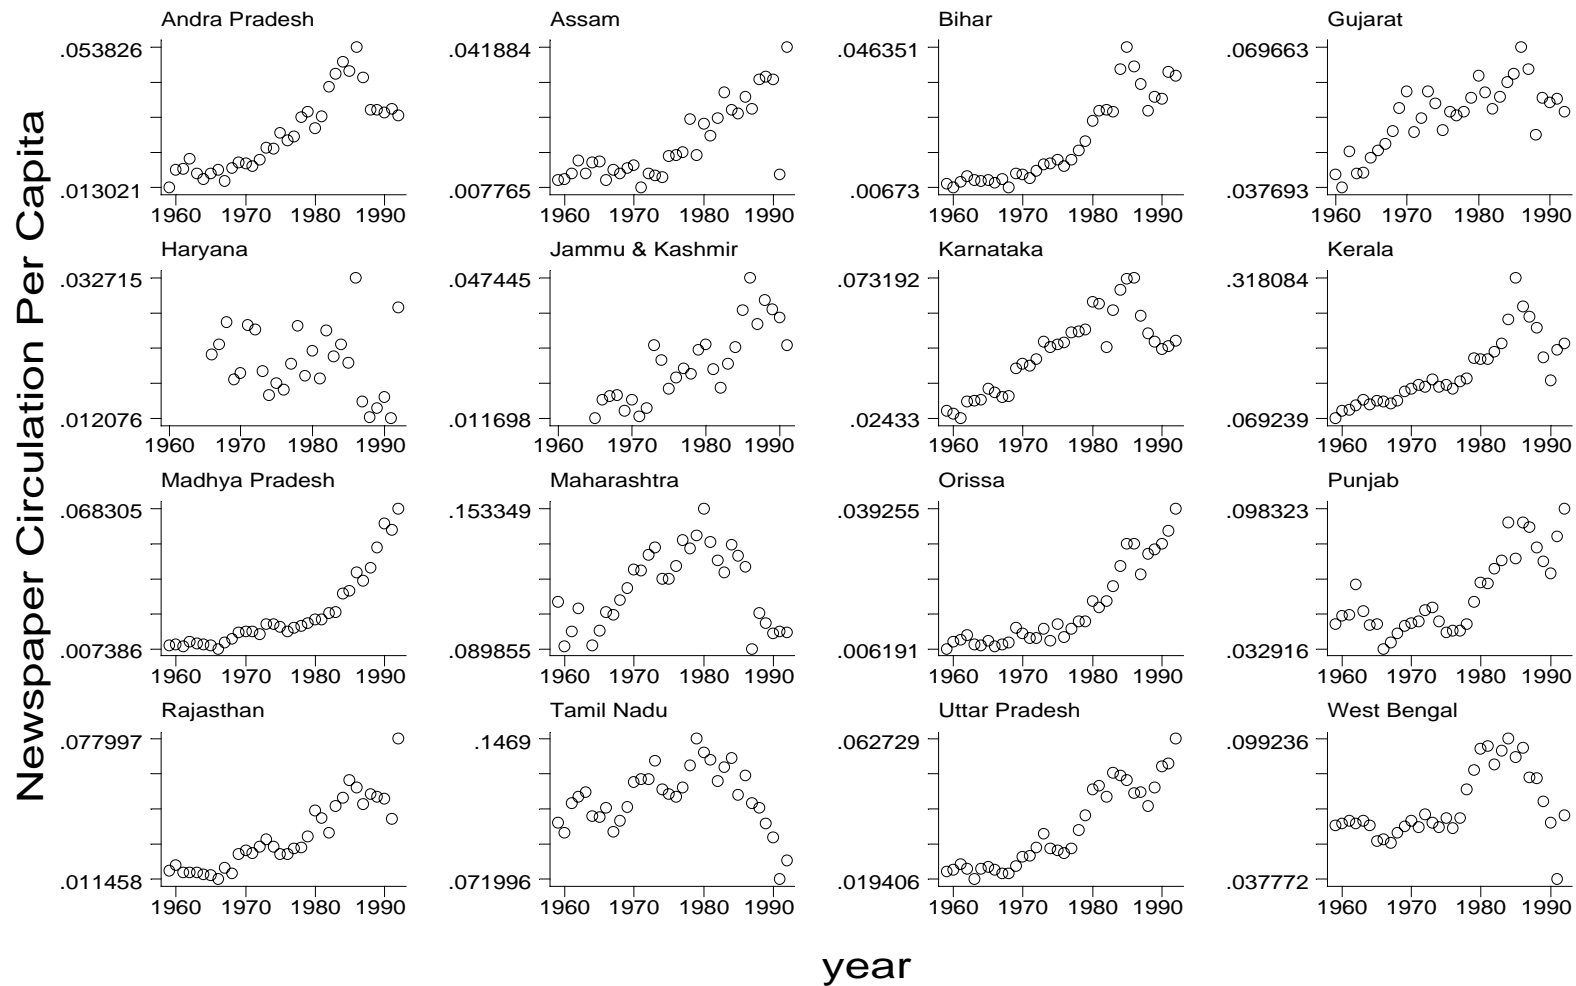 Newspaper Circulation Per Capita
Andra Pradesh
.053826
.013021
1960 1970 1980 1990
Assam
.041884
.007765
1960 1970 1980 1990
Bihar
.046351
.00673
1960 1970 1980 1990
Gujarat
.069663
.037693
1960 1970 1980 1990
Haryana
.032715
.012076
1960 1970 1980 1990
Jammu & Kashmir
.047445
.011698
1960 1970 1980 1990
Karnataka
.073192
.02433
1960 1970 1980 1990
Kerala
.318084
.069239
1960 1970 1980 1990
Madhya Pradesh
.068305
.007386
1960 1970 1980 1990
Maharashtra
.153349
.089855
1960 1970 1980 1990
Orissa
.039255
.006191
1960 1970 1980 1990
Punjab
.098323
.032916
1960 1970 1980 1990
Rajasthan
.077997
.011458
1960 1970 1980 1990
Tamil Nadu
.1469
.071996
1960 1970 1980 1990
Uttar Pradesh
.062729
.019406
1960 1970 1980 1990
West Bengal
.099236
.037772
1960 1970 1980 1990
year